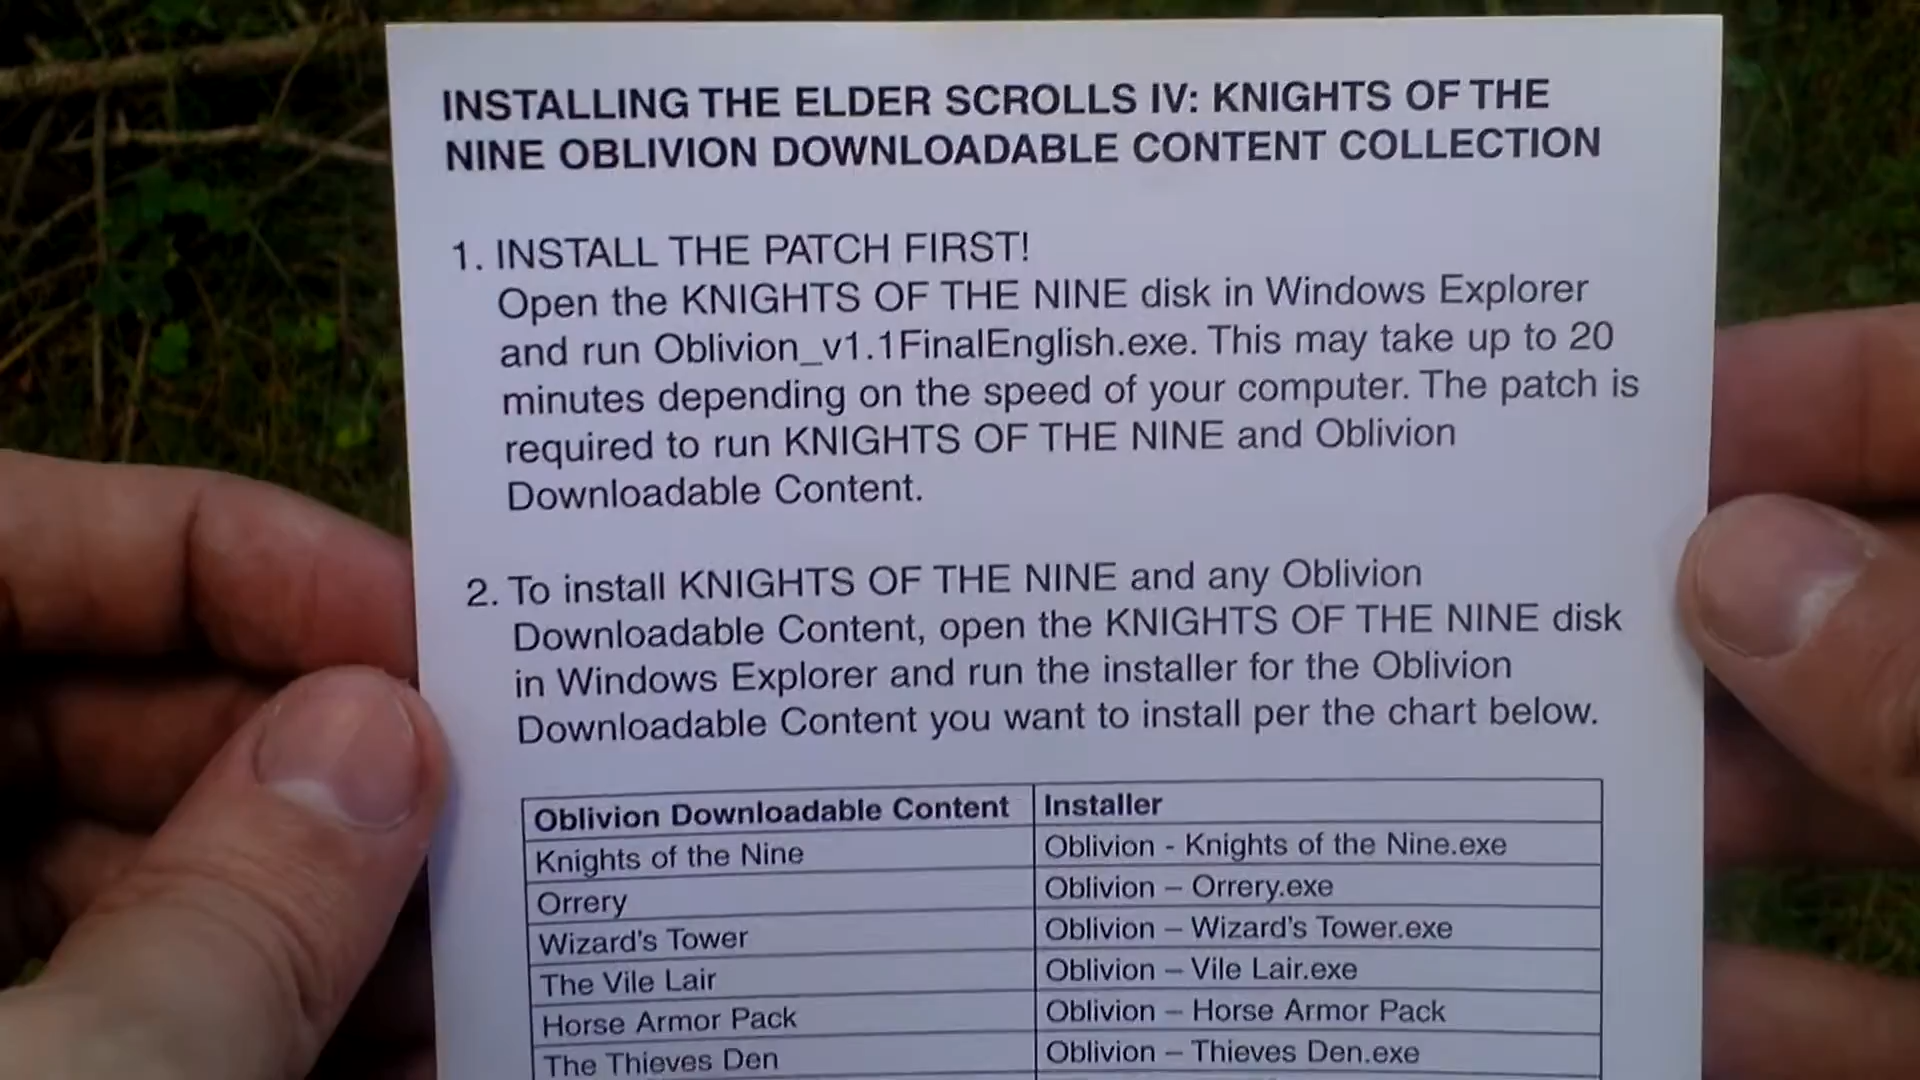 INSTALLING THE ELDER SCROLLS IV: KNIGHTS OF THE
NINE OBLIVION DOWNLOADABLE CONTENT COLLECTION
1. INSTALL THE PATCH FIRST!
Open the KNIGHTS OF THE NINE disk in Windows Explorer
and run Oblivion_v1.1FinalEnglish.exe. This may take up to 20
minutes depending on the speed of your computer. The patch is
required to run KNIGHTS OF THE NINE and Oblivion
Downloadable Content.
2. To install KNIGHTS OF THE NINE and any Oblivion
Downloadable Content, open the KNIGHTS OF THE NINE disk
in Windows Explorer and run the installer for the Oblivion
Downloadable Content you want to install per the chart below.
Oblivion Downloadable Content Installer
Knights of the Nine Oblivion - Knights of the Nine.exe
Orrery Oblivion – Orrery.exe
Wizard's Tower Oblivion – Wizard's Tower.exe
The Vile Lair Oblivion – Vile Lair.exe
Horse Armor Pack Oblivion – Horse Armor Pack
The Thieves Den Oblivion – Thieves Den.exe